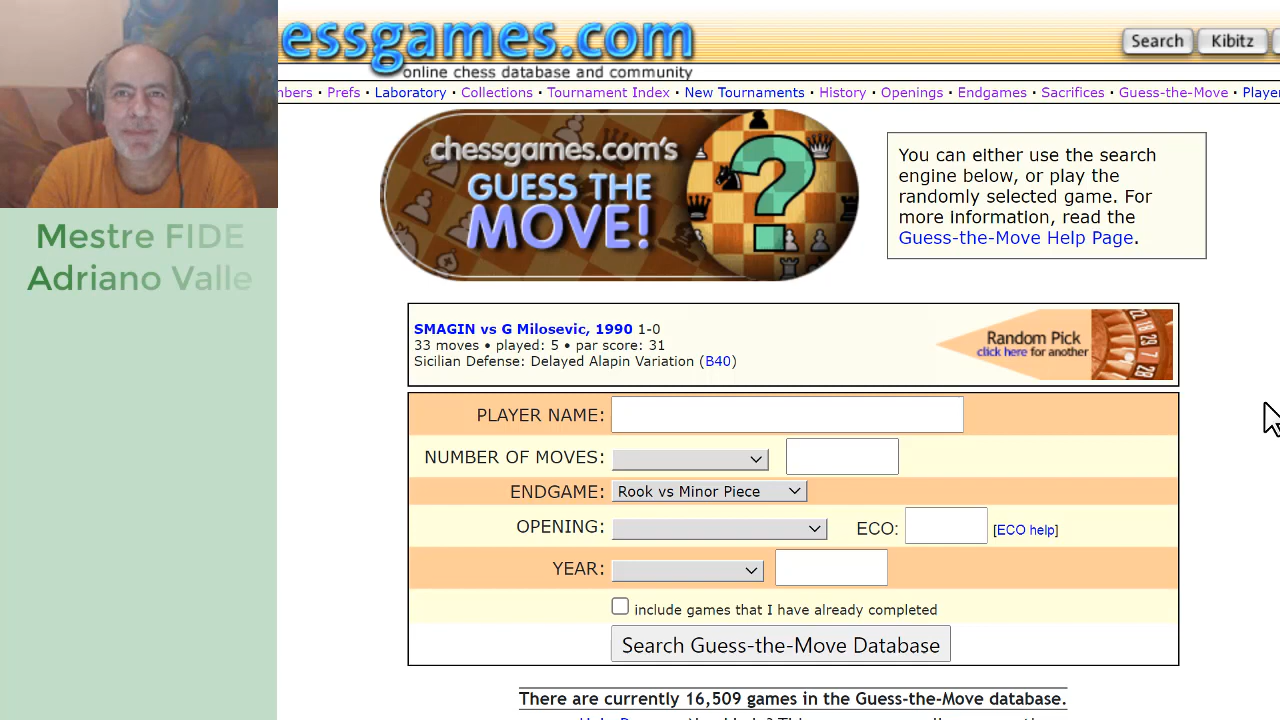 essgames.com
online chess database and community
Search
Kibitz
nbers • Prefs • Laboratory • Collections • Tournament Index • New Tournaments • History • Openings • Endgames • Sacrifices • Guess-the-Move • Player
chessgames.com's
GUESS THE
MOVE!
?
You can either use the search
engine below, or play the
randomly selected game. For
more information, read the
Guess-the-Move Help Page.
Mestre FIDE
Adriano Valle
SMAGIN vs G Milosevic, 1990 1-0
33 moves • played: 5 • par score: 31
Sicilian Defense: Delayed Alapin Variation (B40)
Random Pick
click here for another
PLAYER NAME:
NUMBER OF MOVES:
ENDGAME: Rook vs Minor Piece
OPENING: ECO: [ECO help]
YEAR:
include games that I have already completed
Search Guess-the-Move Database
There are currently 16,509 games in the Guess-the-Move database.